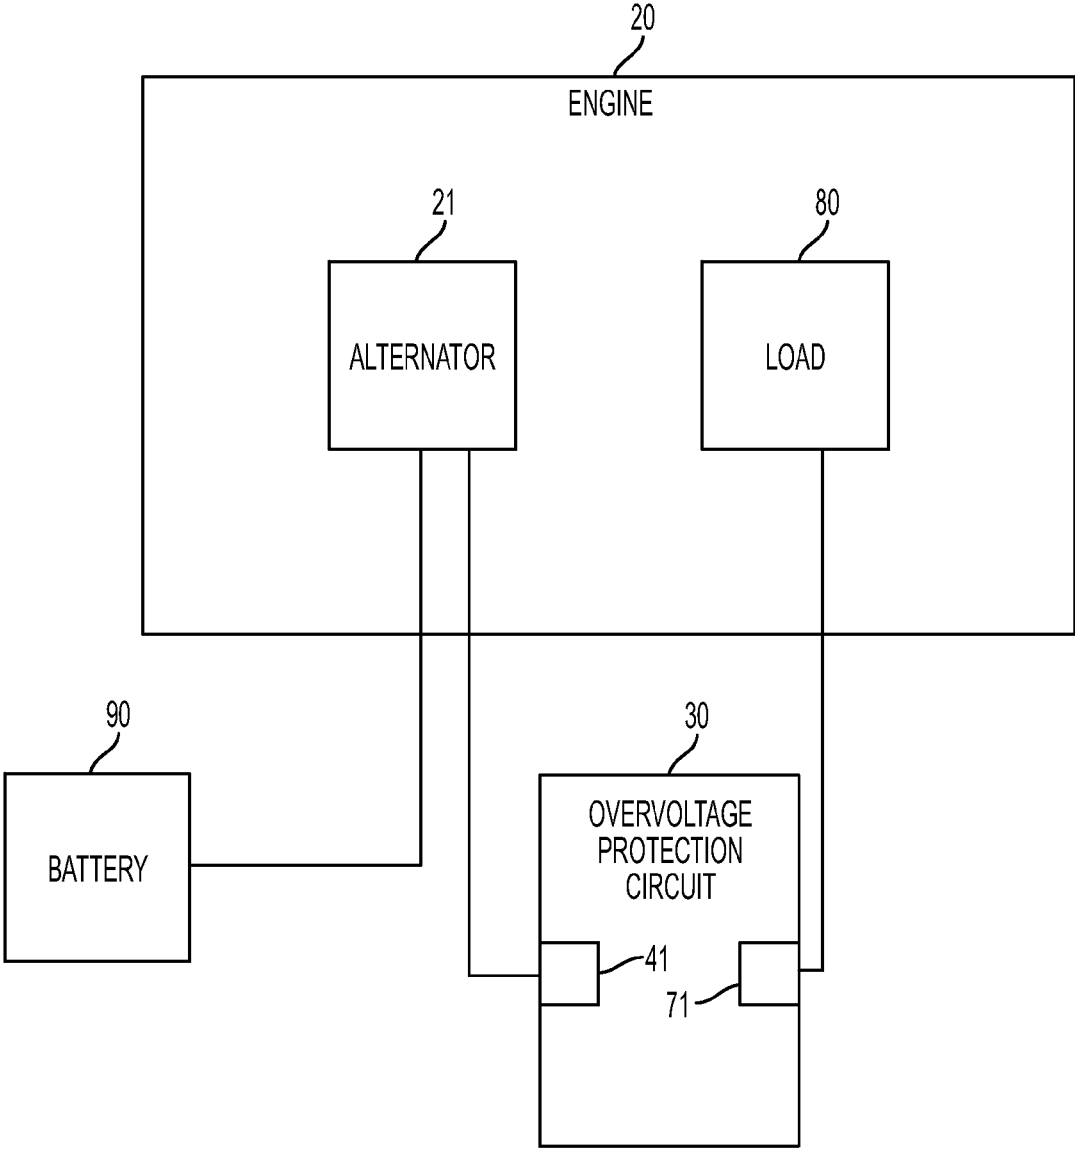 20
ENGINE
21
80
ALTERNATOR
LOAD
90
30
BATTERY
OVERVOLTAGE
PROTECTION
CIRCUIT
41
71